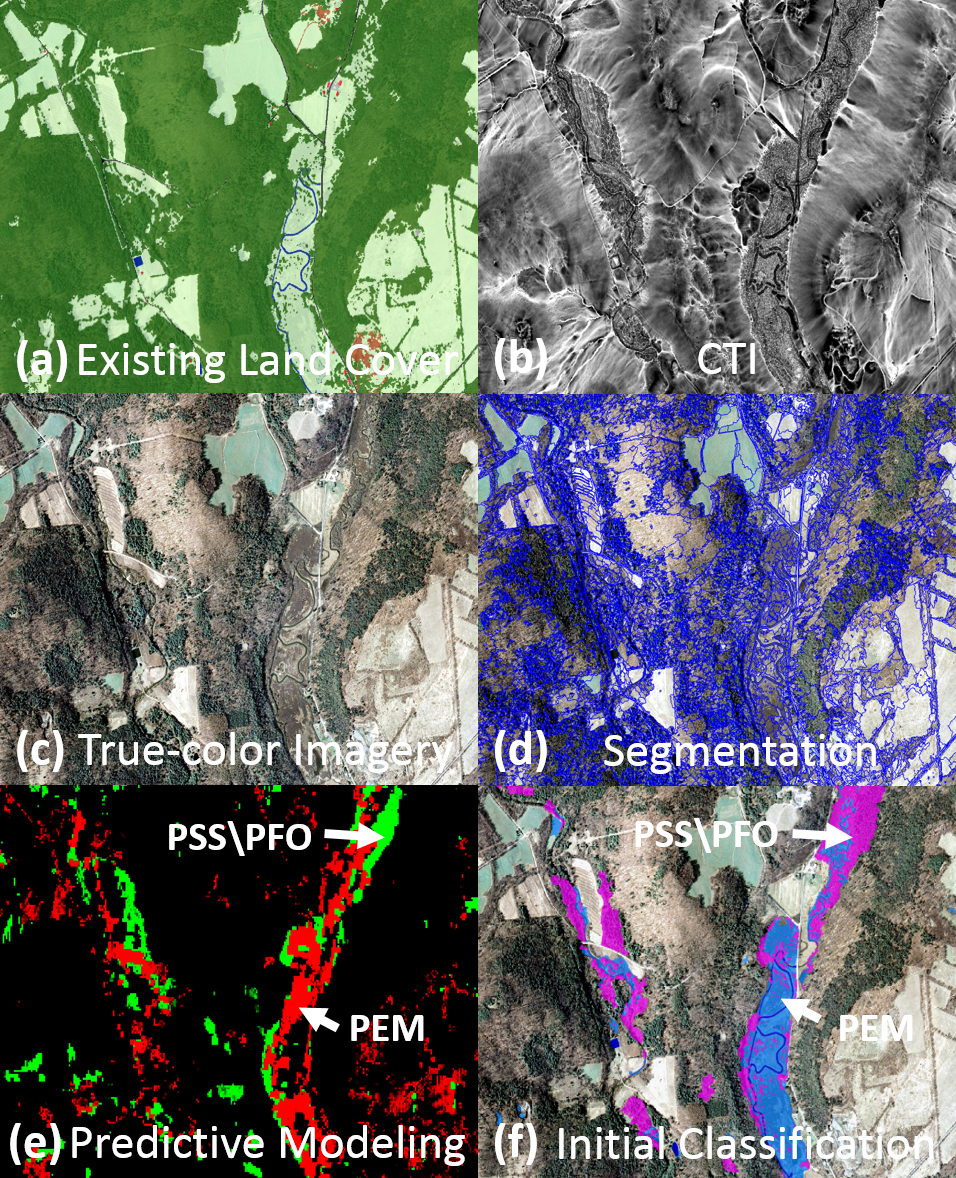 (a) Existing Land Cover
(b) CTI
(c) True-color Imagery
(d) Segmentation
PSS\PFO
PEM
(e) Predictive Modeling
PSS\PFO
PEM
(f) Initial Classification